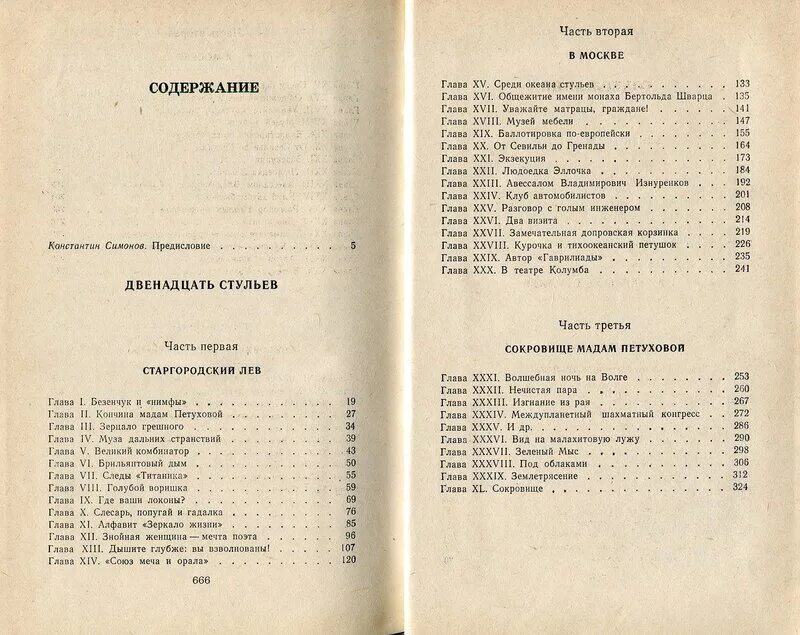 СОДЕРЖАНИЕ
Константин Симонов. Предисловие . . . . . . . . . . 5
ДВЕНАДЦАТЬ СТУЛЬЕВ
Часть первая
СТАРГОРОДСКИЙ ЛЕВ
Глава I. Безенчук и «нимфы» . . . . . . . . . . 19
Глава II. Кончина мадам Петуховой . . . . . . . . . . 27
Глава III. Зерцало грешного . . . . . . . . . . 34
Глава IV. Муза дальних странствий . . . . . . . . . . 39
Глава V. Великий комбинатор . . . . . . . . . . 43
Глава VI. Брильянтовый дым . . . . . . . . . . 50
Глава VII. Следы «Титаника» . . . . . . . . . . 55
Глава VIII. Голубой воришка . . . . . . . . . . 59
Глава IX. Где ваши локоны? . . . . . . . . . . 69
Глава X. Слесарь, попугай и гадалка . . . . . . . . . 76
Глава XI. Алфавит «Зеркало жизни» . . . . . . . . . 85
Глава XII. Знойная женщина — мечта поэта . . . . . . 96
Глава XIII. Дышите глубже: вы взволнованы! . . . . . 107
Глава XIV. «Союз меча и орала» . . . . . . . . . . 120
666
Часть вторая
В МОСКВЕ
Глава XV. Среди океана стульев . . . . . . . . . . 133
Глава XVI. Общежитие имени монаха Бертольда Шварца . 135
Глава XVII. Уважайте матрацы, граждане! . . . . . . . 141
Глава XVIII. Музей мебели . . . . . . . . . . 147
Глава XIX. Баллотировка по-европейски . . . . . . . . 155
Глава XX. От Севильи до Гренады . . . . . . . . . 164
Глава XXI. Экзекуция . . . . . . . . . . 173
Глава XXII. Людоедка Эллочка . . . . . . . . . . 184
Глава XXIII. Авессалом Владимирович Изнуренков . . . 192
Глава XXIV. Клуб автомобилистов . . . . . . . . . 201
Глава XXV. Разговор с голым инженером . . . . . . . 208
Глава XXVI. Два визита . . . . . . . . . . 214
Глава XXVII. Замечательная допровская корзинка . . . . 219
Глава XXVIII. Курочка и тихоокеанский петушок . . . . 226
Глава XXIX. Автор «Гаврилиады» . . . . . . . . . 235
Глава XXX. В театре Колумба . . . . . . . . . . 241
Часть третья
СОКРОВИЩЕ МАДАМ ПЕТУХОВОЙ
Глава XXXI. Волшебная ночь на Волге . . . . . . . . 253
Глава XXXII. Нечистая пара . . . . . . . . . . 260
Глава XXXIII. Изгнание из рая . . . . . . . . . . 267
Глава XXXIV. Междупланетный шахматный конгресс . . . 272
Глава XXXV. И др. . . . . . . . . . . 286
Глава XXXVI. Вид на малахитовую лужу . . . . . . . 290
Глава XXXVII. Зеленый Мыс . . . . . . . . . . 298
Глава XXXVIII. Под облаками . . . . . . . . . . 306
Глава XXXIX. Землетрясение . . . . . . . . . . 312
Глава XL. Сокровище . . . . . . . . . . 324